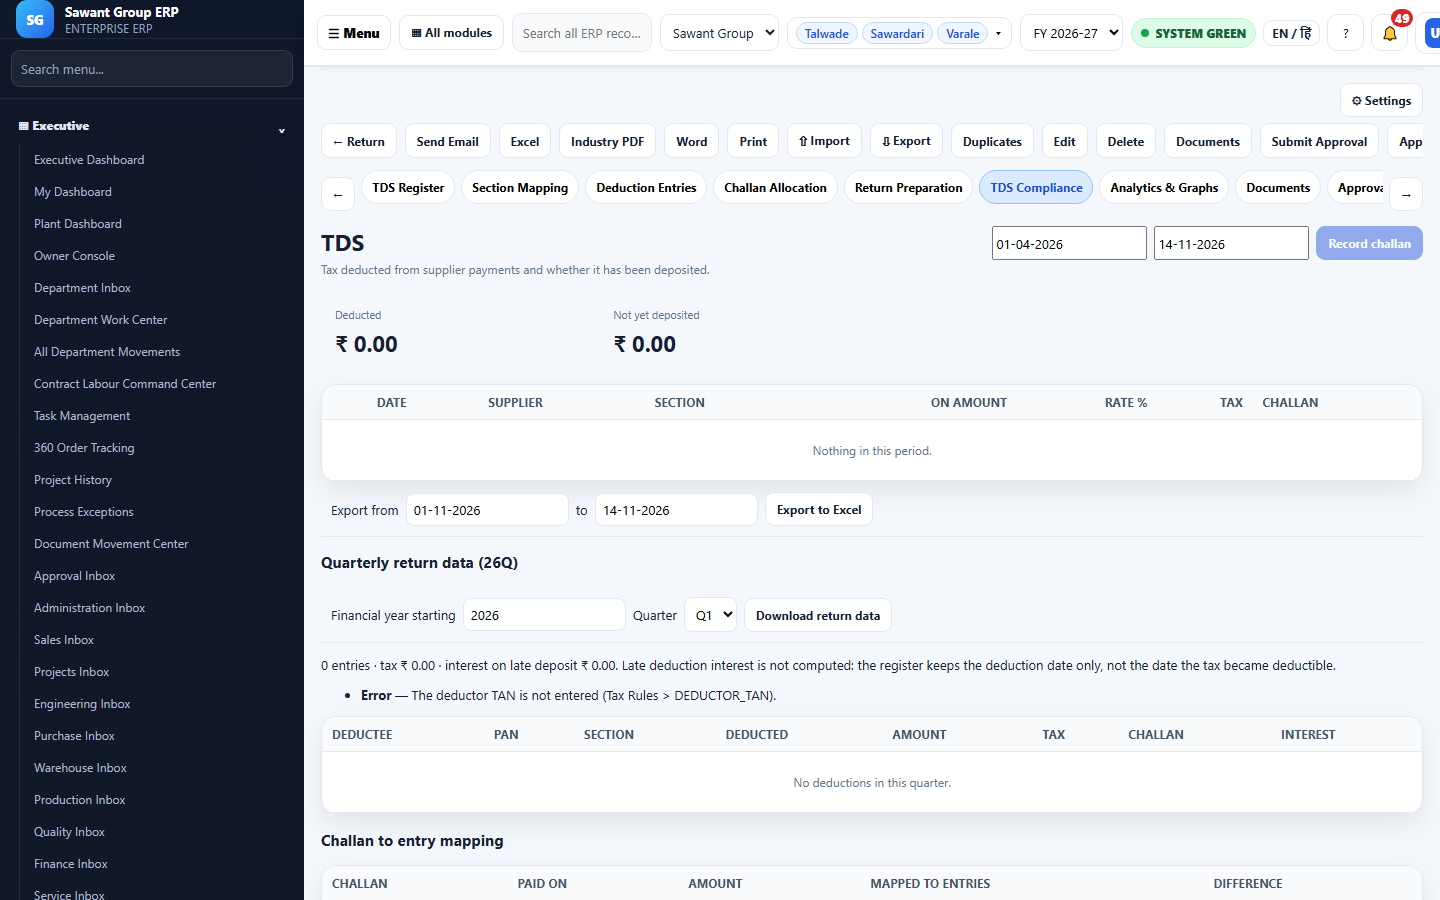 SG
Sawant Group ERP
ENTERPRISE ERP
☰ Menu
All modules
Search all ERP reco...
Sawant Group
Talwade
Sawardari
Varale
FY 2026-27
SYSTEM GREEN
EN / हिं
?
49
U
Search menu...
Executive
Executive Dashboard
My Dashboard
Plant Dashboard
Owner Console
Department Inbox
Department Work Center
All Department Movements
Contract Labour Command Center
Task Management
360 Order Tracking
Project History
Process Exceptions
Document Movement Center
Approval Inbox
Administration Inbox
Sales Inbox
Projects Inbox
Engineering Inbox
Purchase Inbox
Warehouse Inbox
Production Inbox
Quality Inbox
Finance Inbox
Service Inbox
⚙ Settings
← Return
Send Email
Excel
Industry PDF
Word
Print
⇧ Import
⇩ Export
Duplicates
Edit
Delete
Documents
Submit Approval
App
←
TDS Register
Section Mapping
Deduction Entries
Challan Allocation
Return Preparation
TDS Compliance
Analytics & Graphs
Documents
Approva
→
TDS
01-04-2026
14-11-2026
Record challan
Tax deducted from supplier payments and whether it has been deposited.
Deducted
₹ 0.00
Not yet deposited
₹ 0.00
DATE SUPPLIER SECTION ON AMOUNT RATE % TAX CHALLAN
Nothing in this period.
Export from 01-11-2026 to 14-11-2026 Export to Excel
Quarterly return data (26Q)
Financial year starting 2026 Quarter Q1 Download return data
0 entries · tax ₹ 0.00 · interest on late deposit ₹ 0.00. Late deduction interest is not computed: the register keeps the deduction date only, not the date the tax became deductible.
• Error — The deductor TAN is not entered (Tax Rules > DEDUCTOR_TAN).
DEDUCTEE PAN SECTION DEDUCTED AMOUNT TAX CHALLAN INTEREST
No deductions in this quarter.
Challan to entry mapping
CHALLAN PAID ON AMOUNT MAPPED TO ENTRIES DIFFERENCE